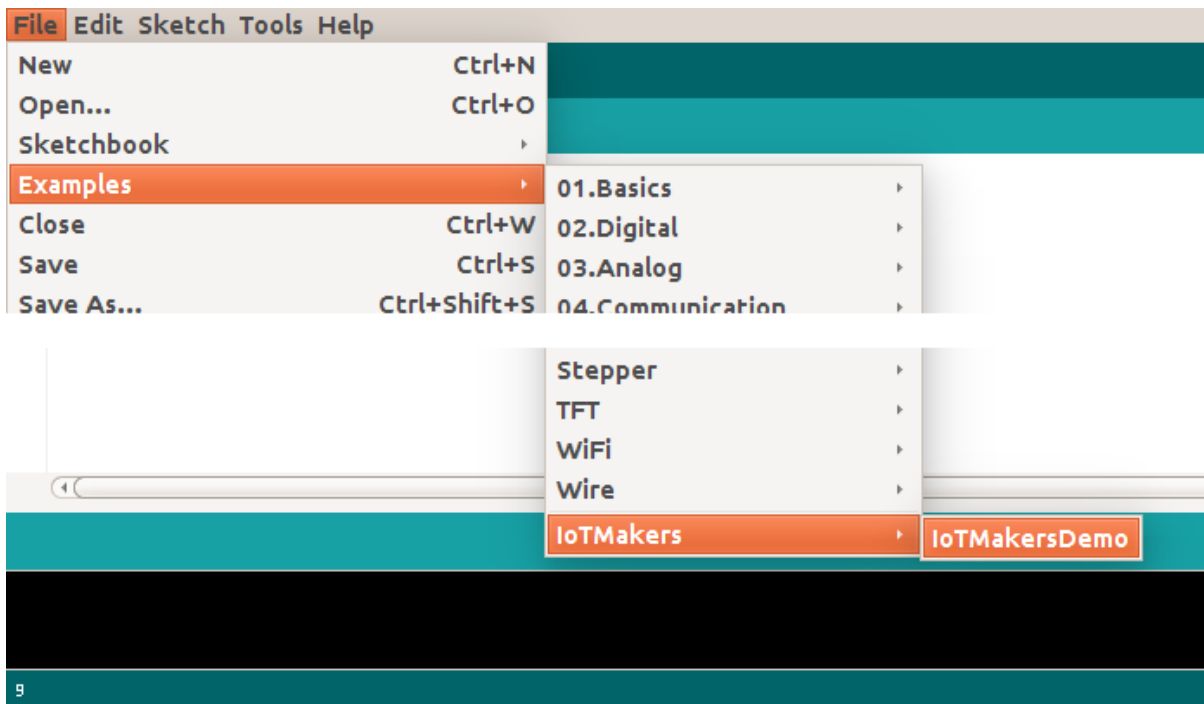 File Edit Sketch Tools Help
New Ctrl+N
Open... Ctrl+O
Sketchbook
Examples
Close Ctrl+W
Save Ctrl+S
Save As... Ctrl+Shift+S
01.Basics
02.Digital
03.Analog
04.Communication
Stepper
TFT
WiFi
Wire
IoTMakers
IoTMakersDemo
9